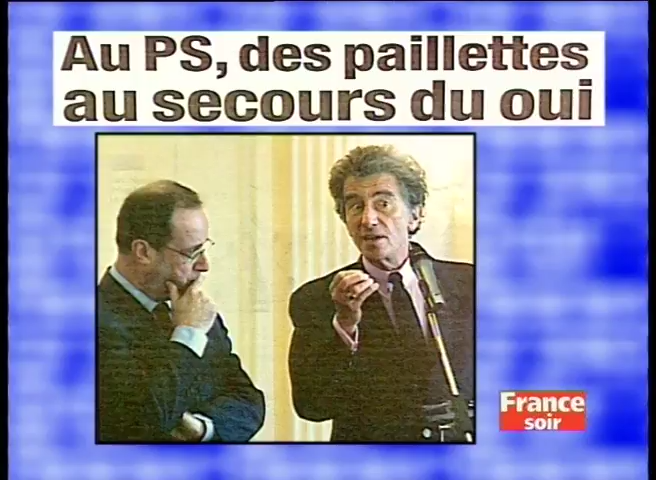 Au PS, des paillettes
au secours du oui
France
soir